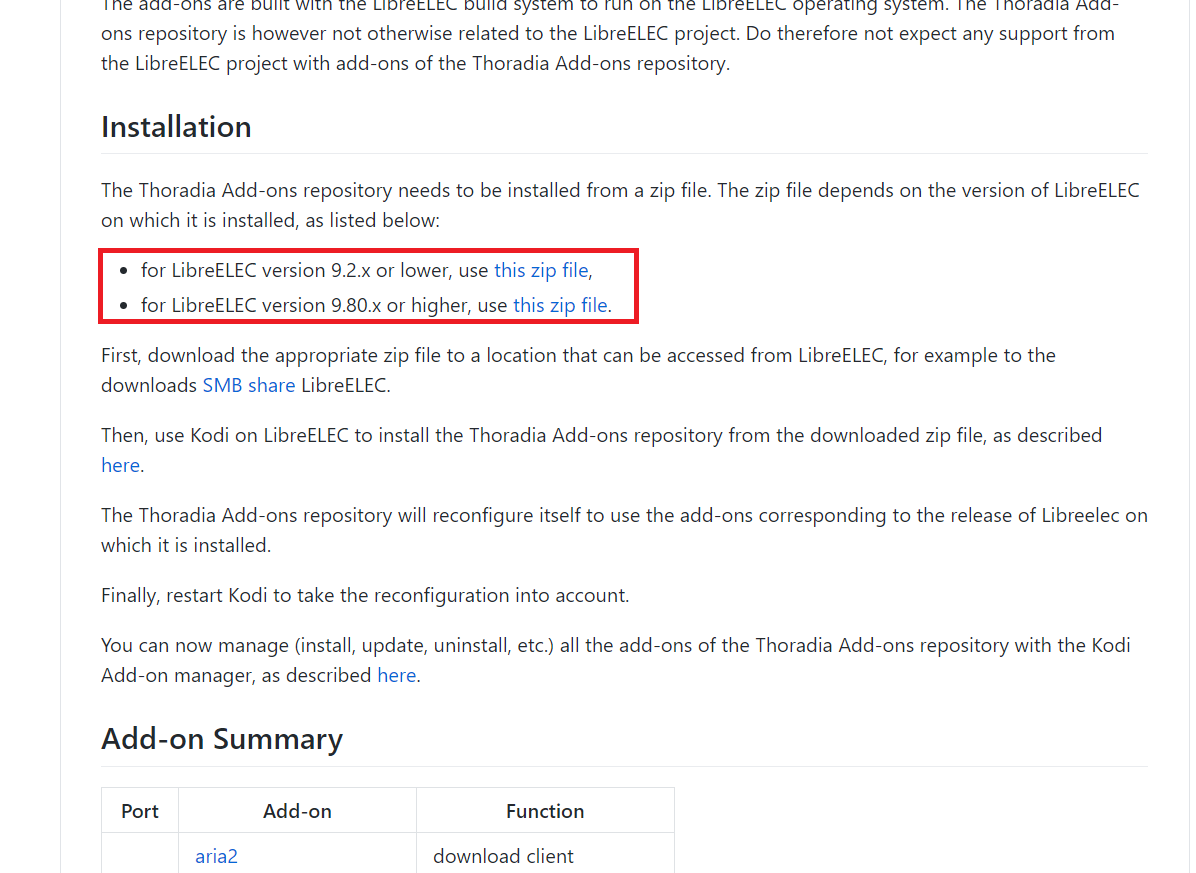 The add-ons are built with the LibreELEC build system to run on the LibreELEC operating system. The Thoradia Add-
ons repository is however not otherwise related to the LibreELEC project. Do therefore not expect any support from
the LibreELEC project with add-ons of the Thoradia Add-ons repository.
Installation
The Thoradia Add-ons repository needs to be installed from a zip file. The zip file depends on the version of LibreELEC
on which it is installed, as listed below:
• for LibreELEC version 9.2.x or lower, use this zip file,
• for LibreELEC version 9.80.x or higher, use this zip file.
First, download the appropriate zip file to a location that can be accessed from LibreELEC, for example to the
downloads SMB share LibreELEC.
Then, use Kodi on LibreELEC to install the Thoradia Add-ons repository from the downloaded zip file, as described
here.
The Thoradia Add-ons repository will reconfigure itself to use the add-ons corresponding to the release of Libreelec on
which it is installed.
Finally, restart Kodi to take the reconfiguration into account.
You can now manage (install, update, uninstall, etc.) all the add-ons of the Thoradia Add-ons repository with the Kodi
Add-on manager, as described here.
Add-on Summary
Port Add-on Function
aria2 download client